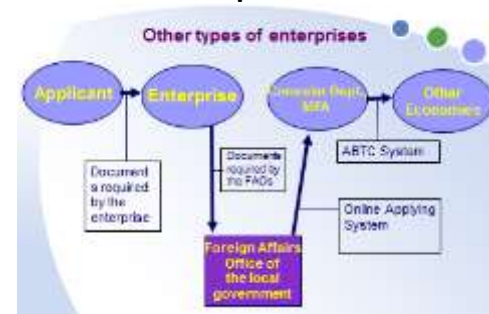 Other types of enterprises
Applicant
Enterprise
Consular Dept.
MFA
Other
Economies
Document
s required
by the
enterprise
Documents
required by
the FAOs
ABTC System
Online Applying
System
Foreign Affairs
Office of
the local
government